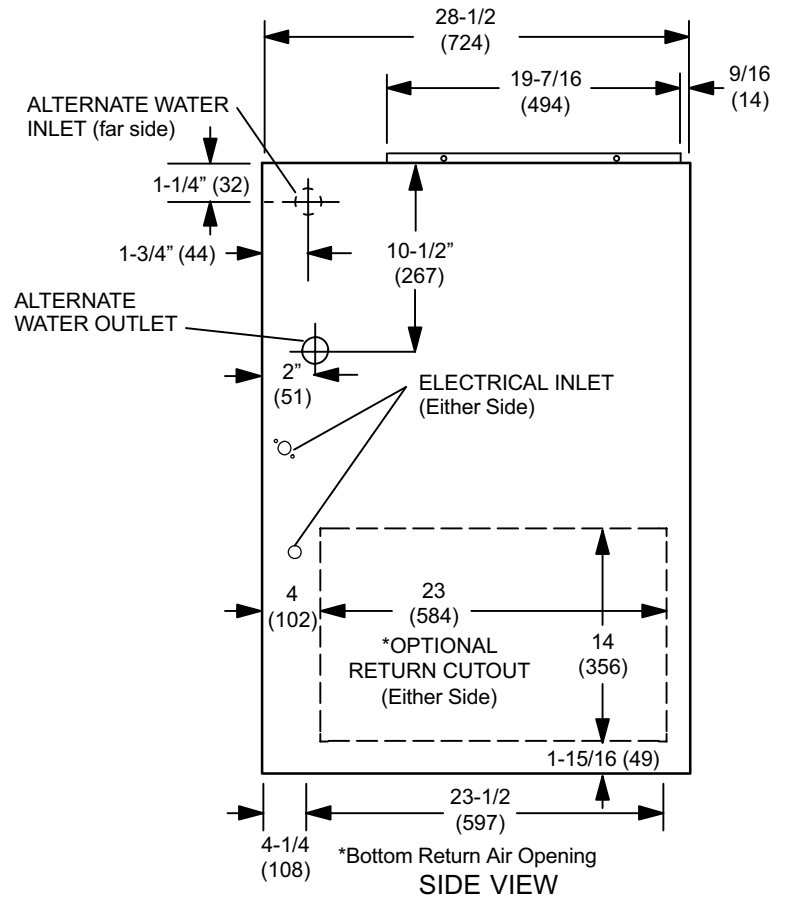 28-1/2
(724)
19-7/16
(494)
9/16
(14)
ALTERNATE WATER
INLET (far side)
1-1/4” (32)
1-3/4” (44)
10-1/2”
(267)
ALTERNATE
WATER OUTLET
2”
(51)
ELECTRICAL INLET
(Either Side)
4
(102)
23
(584)
*OPTIONAL
RETURN CUTOUT
(Either Side)
14
(356)
1-15/16 (49)
23-1/2
(597)
4-1/4
(108)
*Bottom Return Air Opening
SIDE VIEW